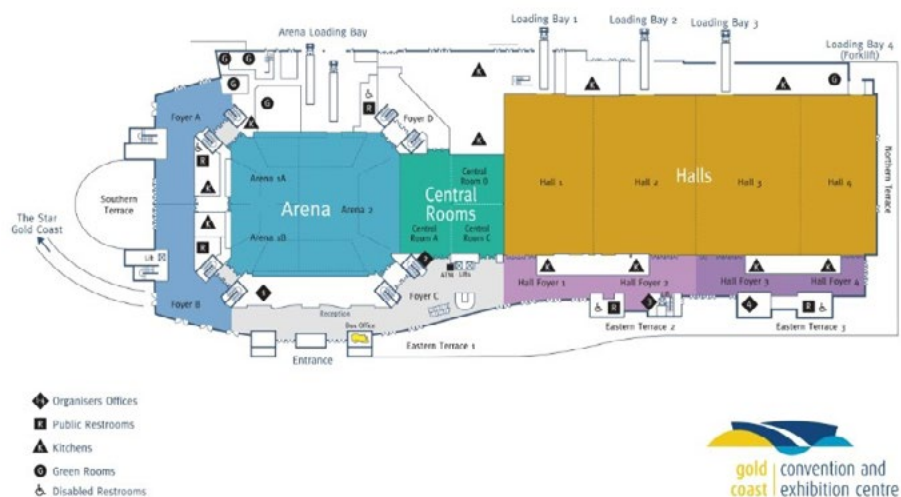 Loading Bay 1
Loading Bay 2
Loading Bay 3
Arena Loading Bay
Loading Bay 4
(Forklift)
K
K
K
K
K
G
G
G
G
G
R
Foyer A
Foyer D
K
R
K
K
R
Arena 1A
Arena
Arena 2
Arena 1B
Central
Room B
Central
Rooms
Central
Room A
Central
Room C
Hall 1
Hall 2
Halls
Hall 3
Hall 4
Northern Terrace
Southern
Terrace
The Star
Gold Coast
Lift
Foyer B
1
2
ATM
Lifts
Foyer C
Reception
Box Office
Entrance
Eastern Terrace 1
K
K
K
K
Hall Foyer 1
Hall Foyer 2
Hall Foyer 3
Hall Foyer 4
R
3
4
R
Eastern Terrace 2
Eastern Terrace 3
Organisers Offices
R Public Restrooms
K Kitchens
G Green Rooms
Disabled Restrooms
gold
coast
convention and
exhibition centre